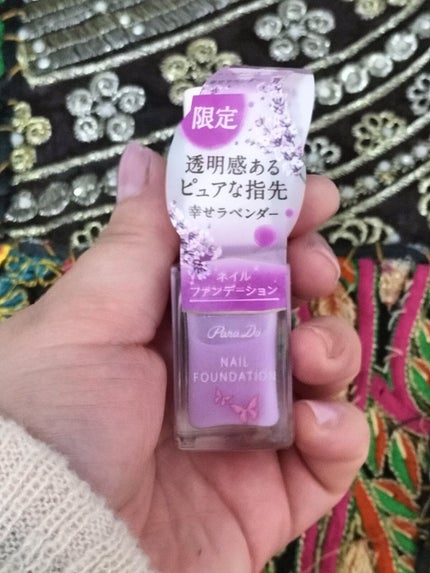 限定
透明感ある
ピュアな指先
幸せラベンダー
ネイル
ファンデーション
Para Do
NAIL
FOUNDATION